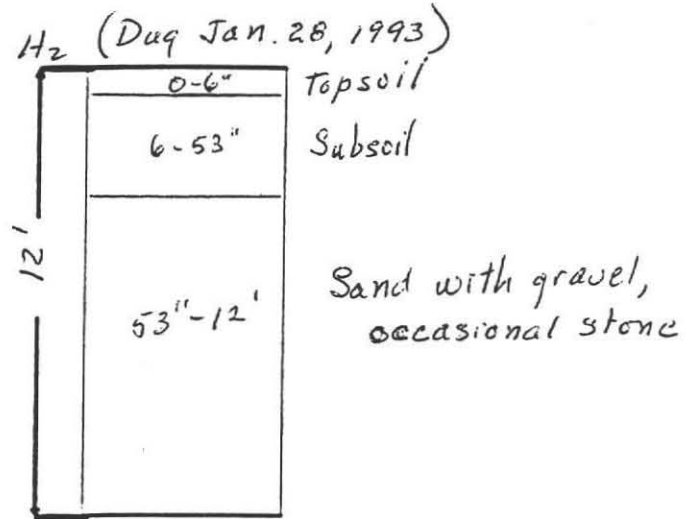 H2 (Dug Jan. 28, 1993)
0-6" Topsoil
6-53" Subsoil
12'
53"-12' Sand with gravel,
occasional stone